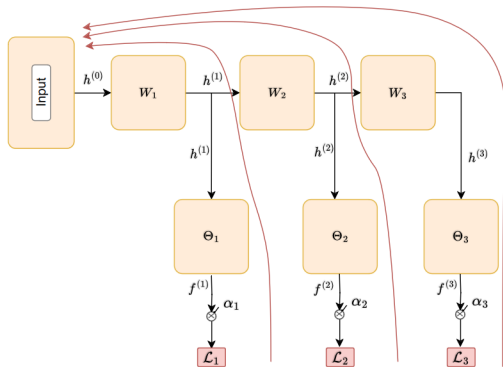 Input
h^{(0)}
W_1
h^{(1)}
W_2
h^{(2)}
W_3
h^{(1)}
h^{(2)}
h^{(3)}
Θ_1
Θ_2
Θ_3
f^{(1)}
α_1
f^{(2)}
α_2
f^{(3)}
α_3
ℒ_1
ℒ_2
ℒ_3